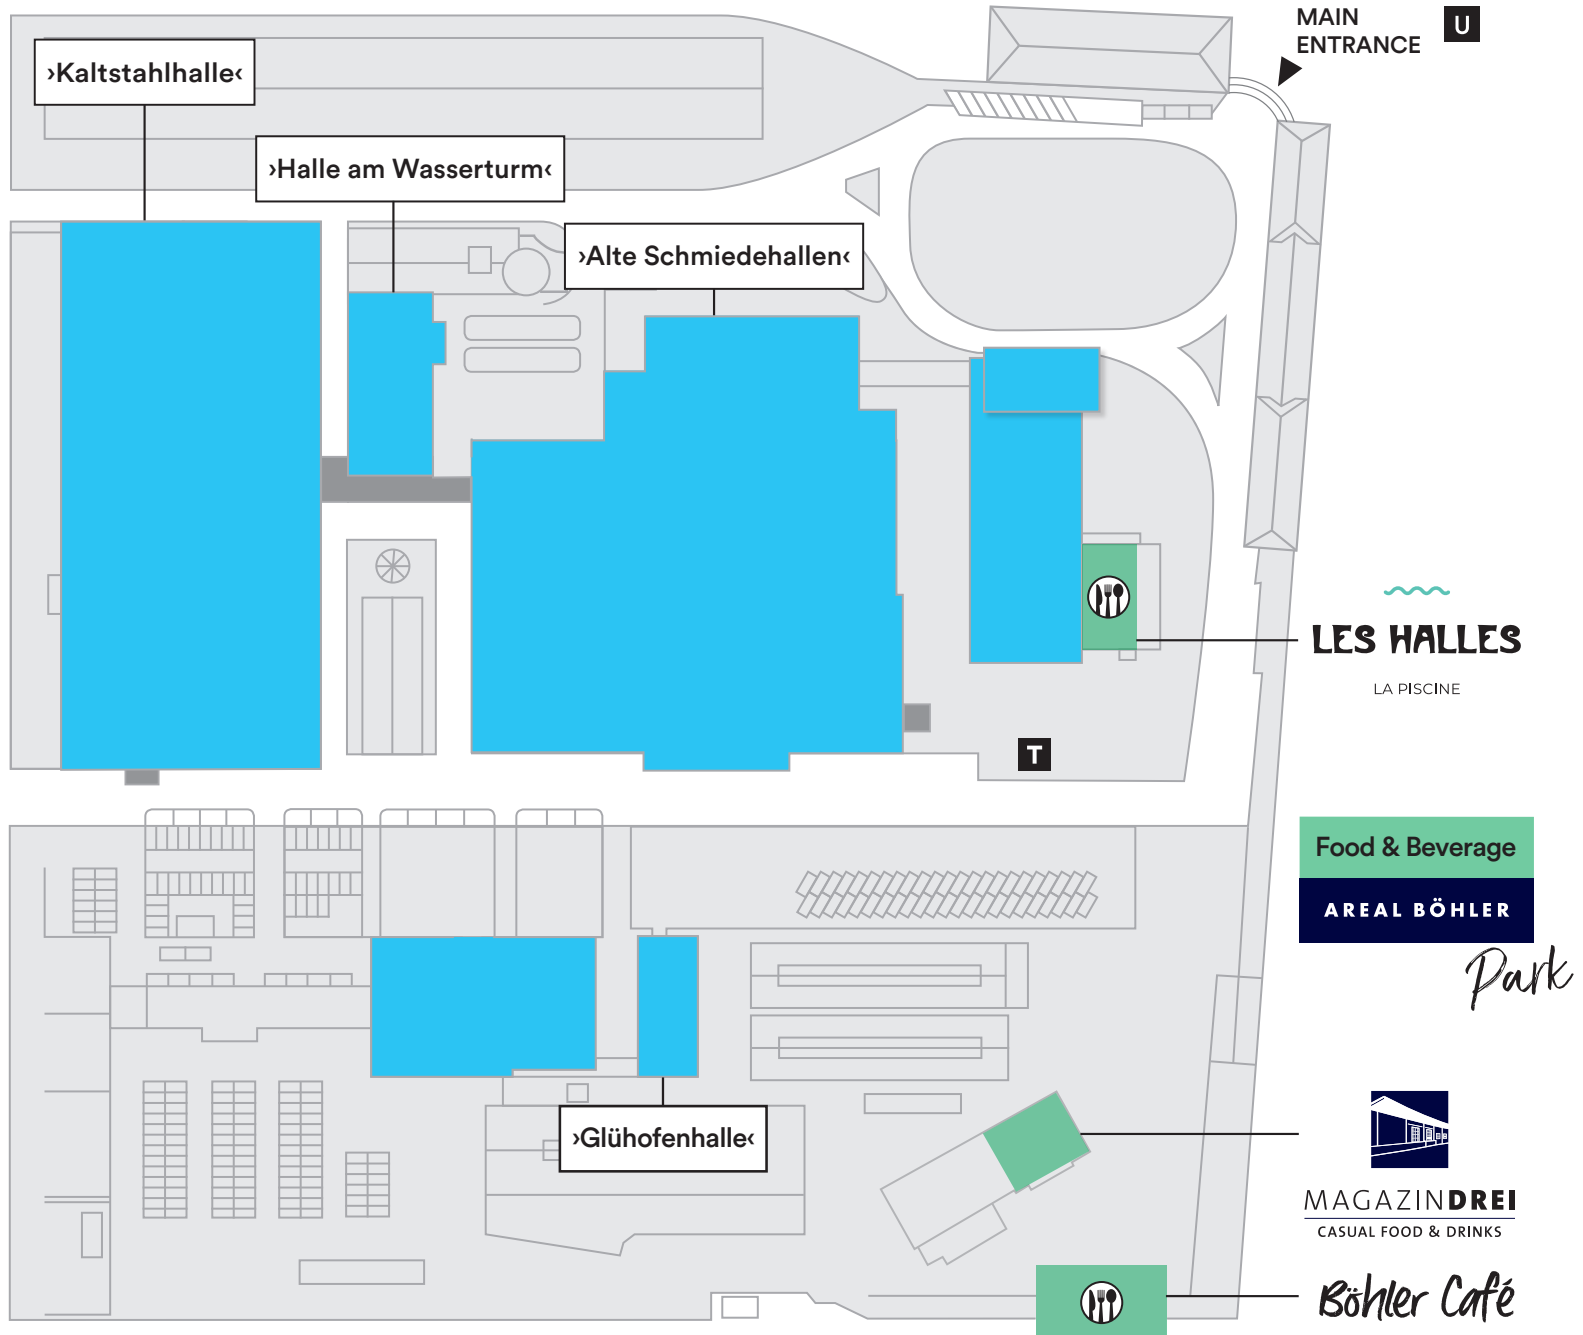 MAIN
ENTRANCE
U
›Kaltstahlhalle‹
›Halle am Wasserturm‹
›Alte Schmiedehallen‹
LES HALLES
LA PISCINE
T
Food & Beverage
AREAL BÖHLER
Park
›Glühofenhalle‹
MAGAZINDREI
CASUAL FOOD & DRINKS
Böhler Café